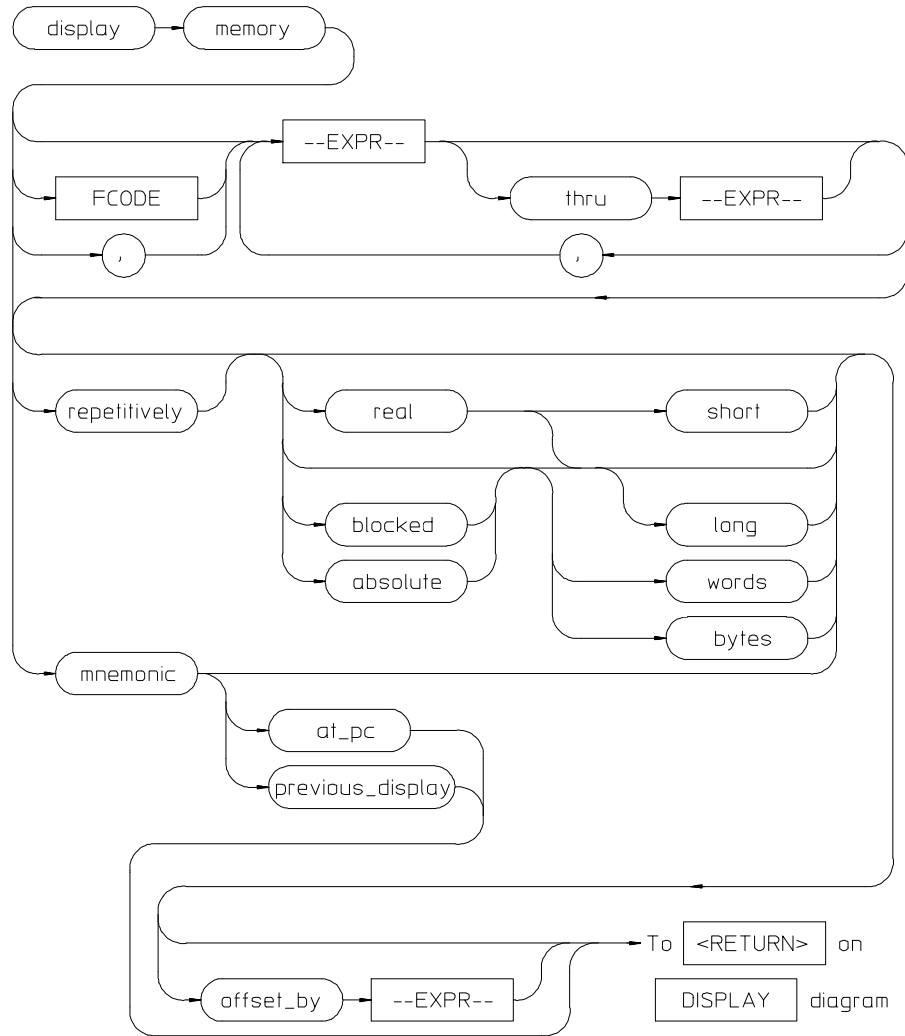 display memory
--EXPR--
FCODE thru --EXPR--
, ,
repetitively real short
blocked long
absolute words
bytes
mnemonic
at_pc
previous_display
To <RETURN> on
offset_by --EXPR-- DISPLAY diagram